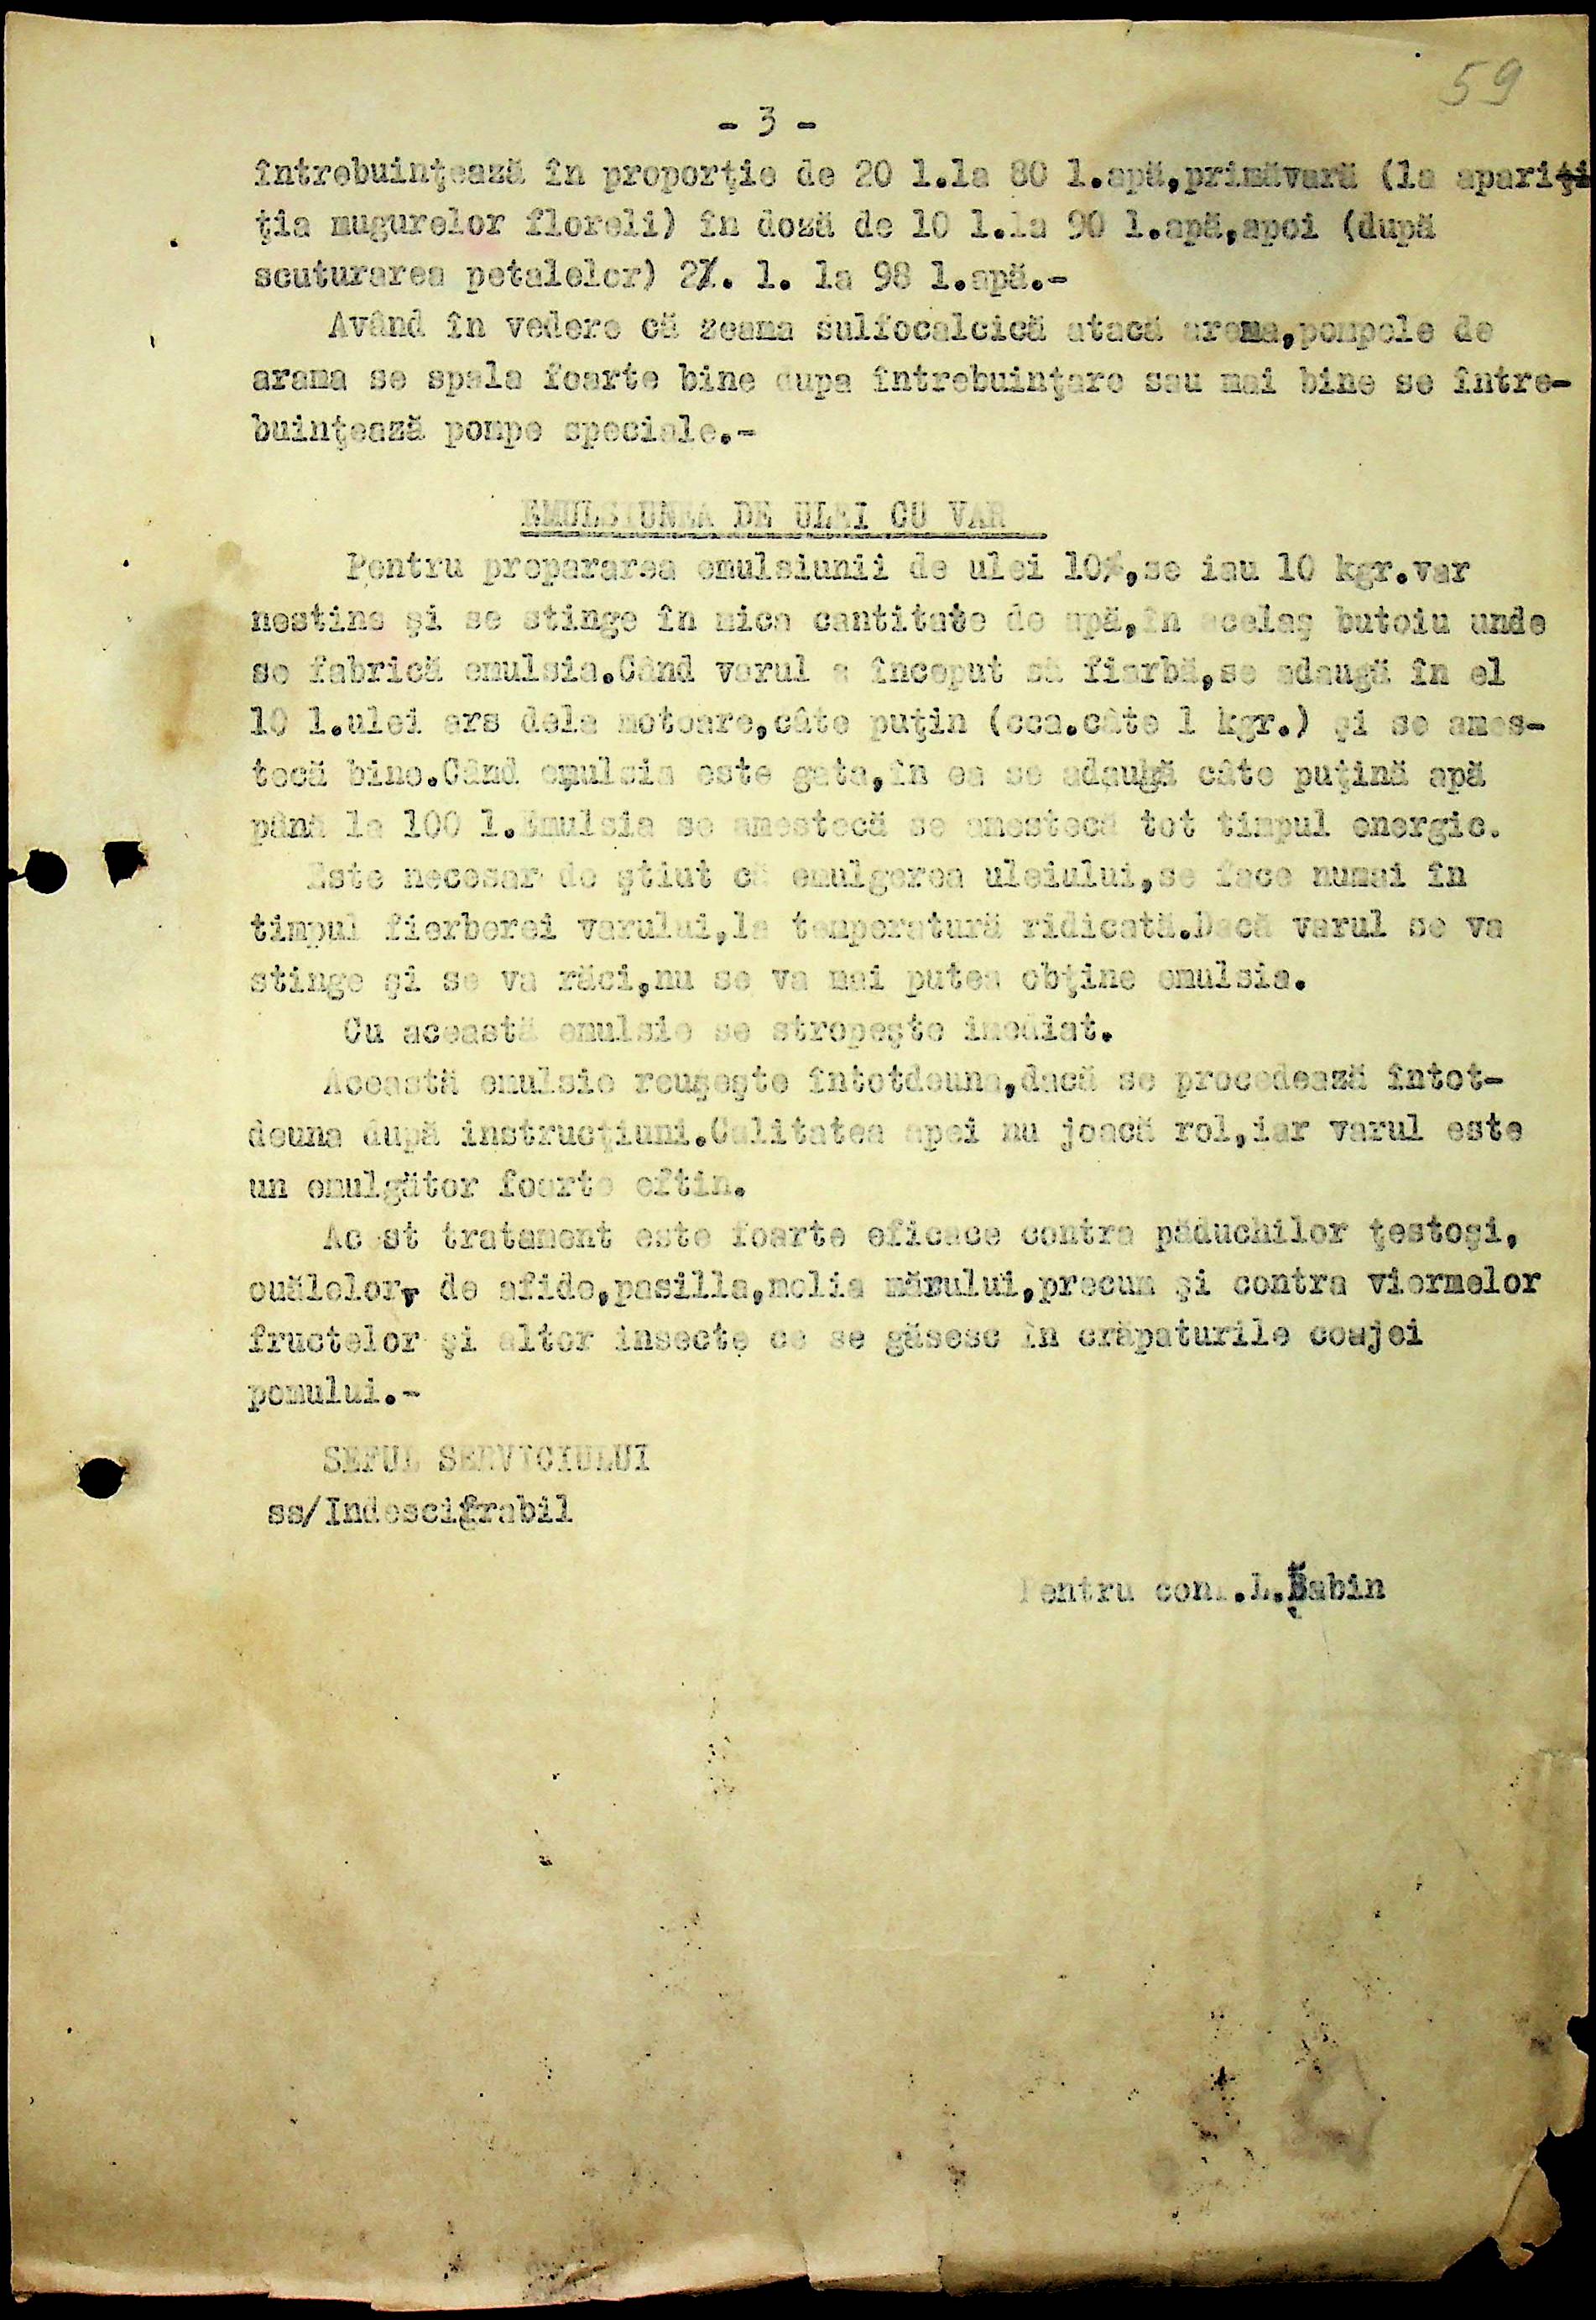 59
- 3 -
întrebuinţează în proporţie de 20 l.la 80 l.apă,primăvară (la apariţi
ţia mugurelor floreli) în doză de 10 l.la 90 l.apă,apoi (după
scuturarea petalelor) 2%. l. la 98 l.apă.-
Având în vedere că zeama sulfocalcică atacă arama,pompele de
arama se spala foarte bine dupa întrebuinţare sau mai bine se între-
buinţează pompe speciale.-
EMULSIUNEA DE ULEI CU VAR
Pentru propararea emulsiunii de ulei 10%,se iau 10 kgr.var
nestins şi se stinge în mica cantitate de apă,în acelaş butoiu unde
se fabrică emulsia.Când varul a început să fiarbă,se adaugă în el
10 l.ulei ars dela motoare,câte puţin (cca.câte 1 kgr.) şi se ames-
tecă bine.Când emulsia este gata,în ea se adaugă câte puţină apă
până la 100 l.Emulsia se amestecă se amestecă tot timpul energic.
Este necesar de ştiut că emulgerea uleiului,se face numai în
timpul fierberei varului,la temperatură ridicată.Dacă varul se va
stinge şi se va răci,nu se va mai putea obţine emulsia.
Cu această emulsie se stropeşte imediat.
Această emulsie reuşeşte întotdeuna,dacă se procedează întot-
deuna după instrucţiuni.Calitatea apei nu joacă rol,iar varul este
un emulgător foarte eftin.
Ac st tratament este foarte eficace contra păduchilor ţestoşi,
ouălelor, de afide,pasilla,molia mărului,precum şi contra viermelor
fructelor şi altor insecte ce se găsesc în crăpaturile coajei
pomului.-
SEFUL SERVICIULUI
ss/Indescifrabil
Pentru conf.L.Babin